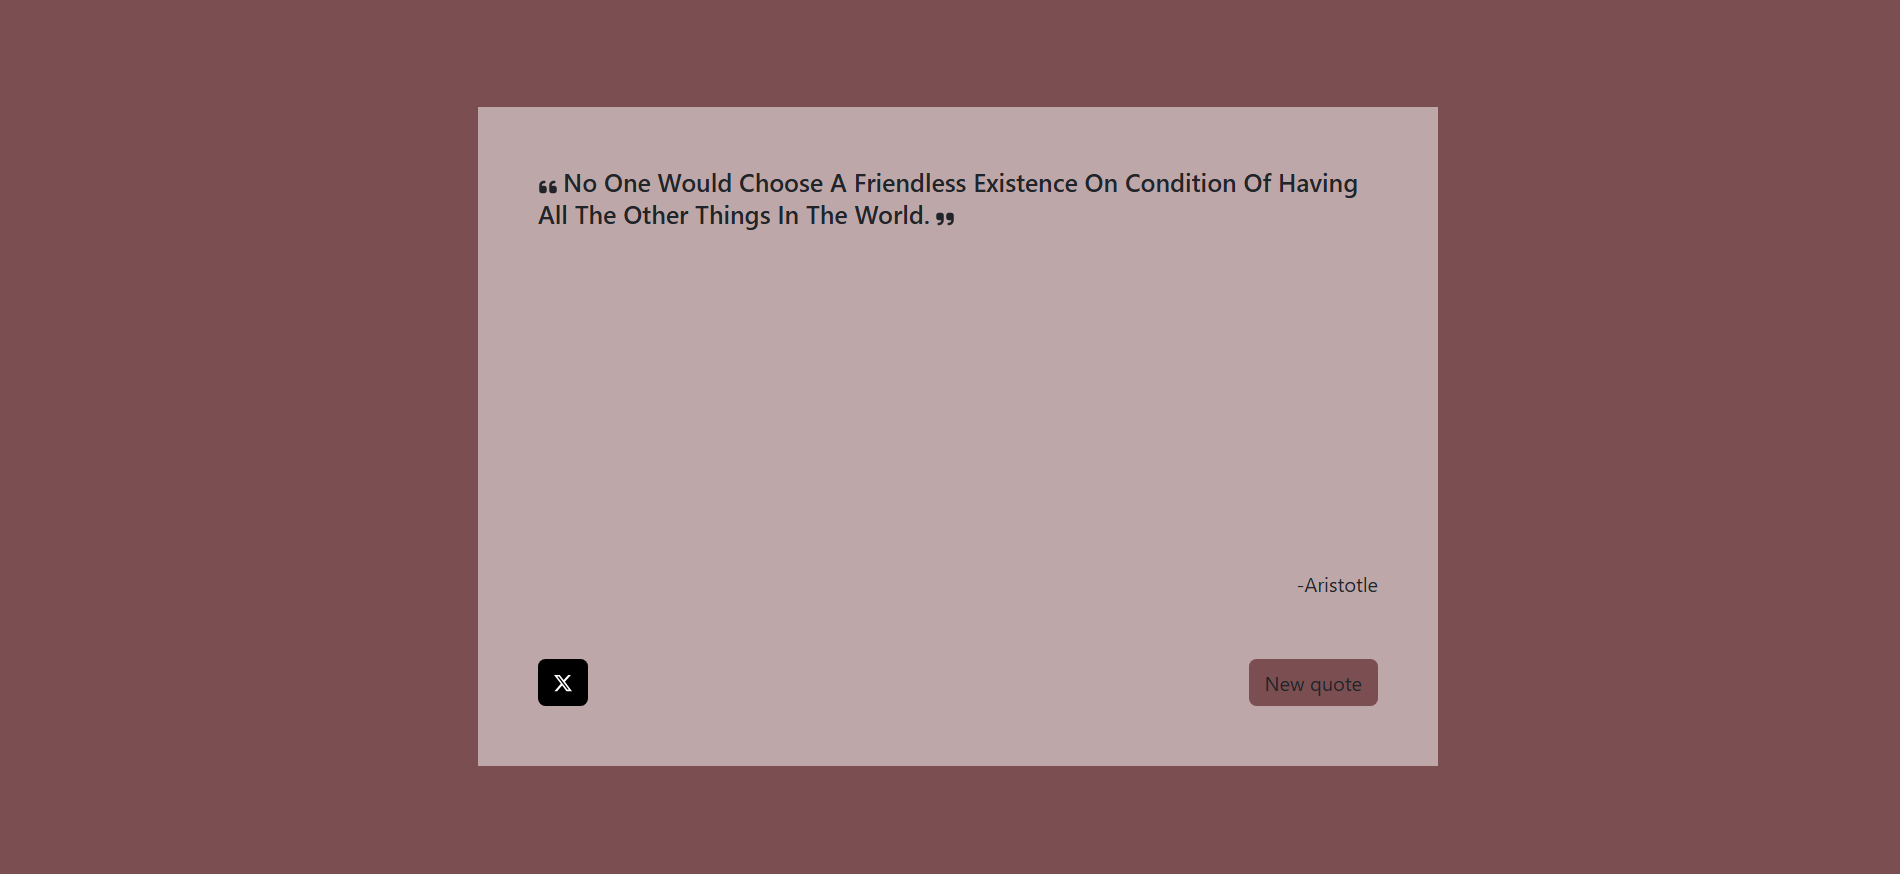 “ No One Would Choose A Friendless Existence On Condition Of Having
All The Other Things In The World. ”
-Aristotle
New quote